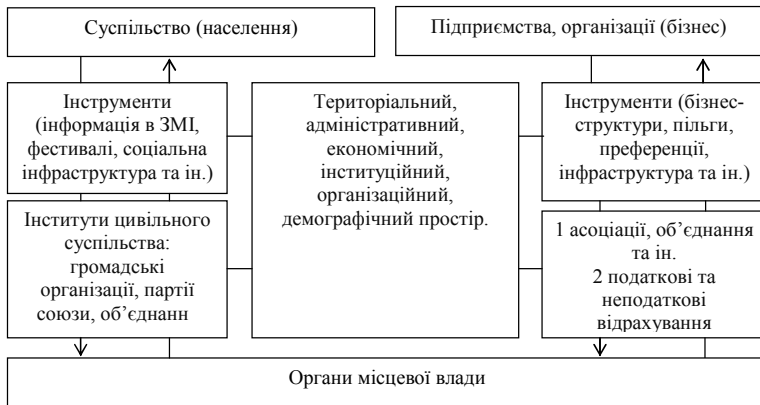 Суспільство (населення)
Підприємства, організації (бізнес)
Інструменти
(інформація в ЗМІ,
фестивалі, соціальна
інфраструктура та ін.)
Територіальний,
адміністративний,
економічний,
інституційний,
організаційний,
демографічний простір.
Інструменти (бізнес-
структури, пільги,
преференції,
інфраструктура та ін.)
Інститути цивільного
суспільства:
громадські
організації, партії
союзи, об’єднанн
1 асоціації, об’єднання
та ін.
2 податкові та
неподаткові
відрахування
Органи місцевої влади